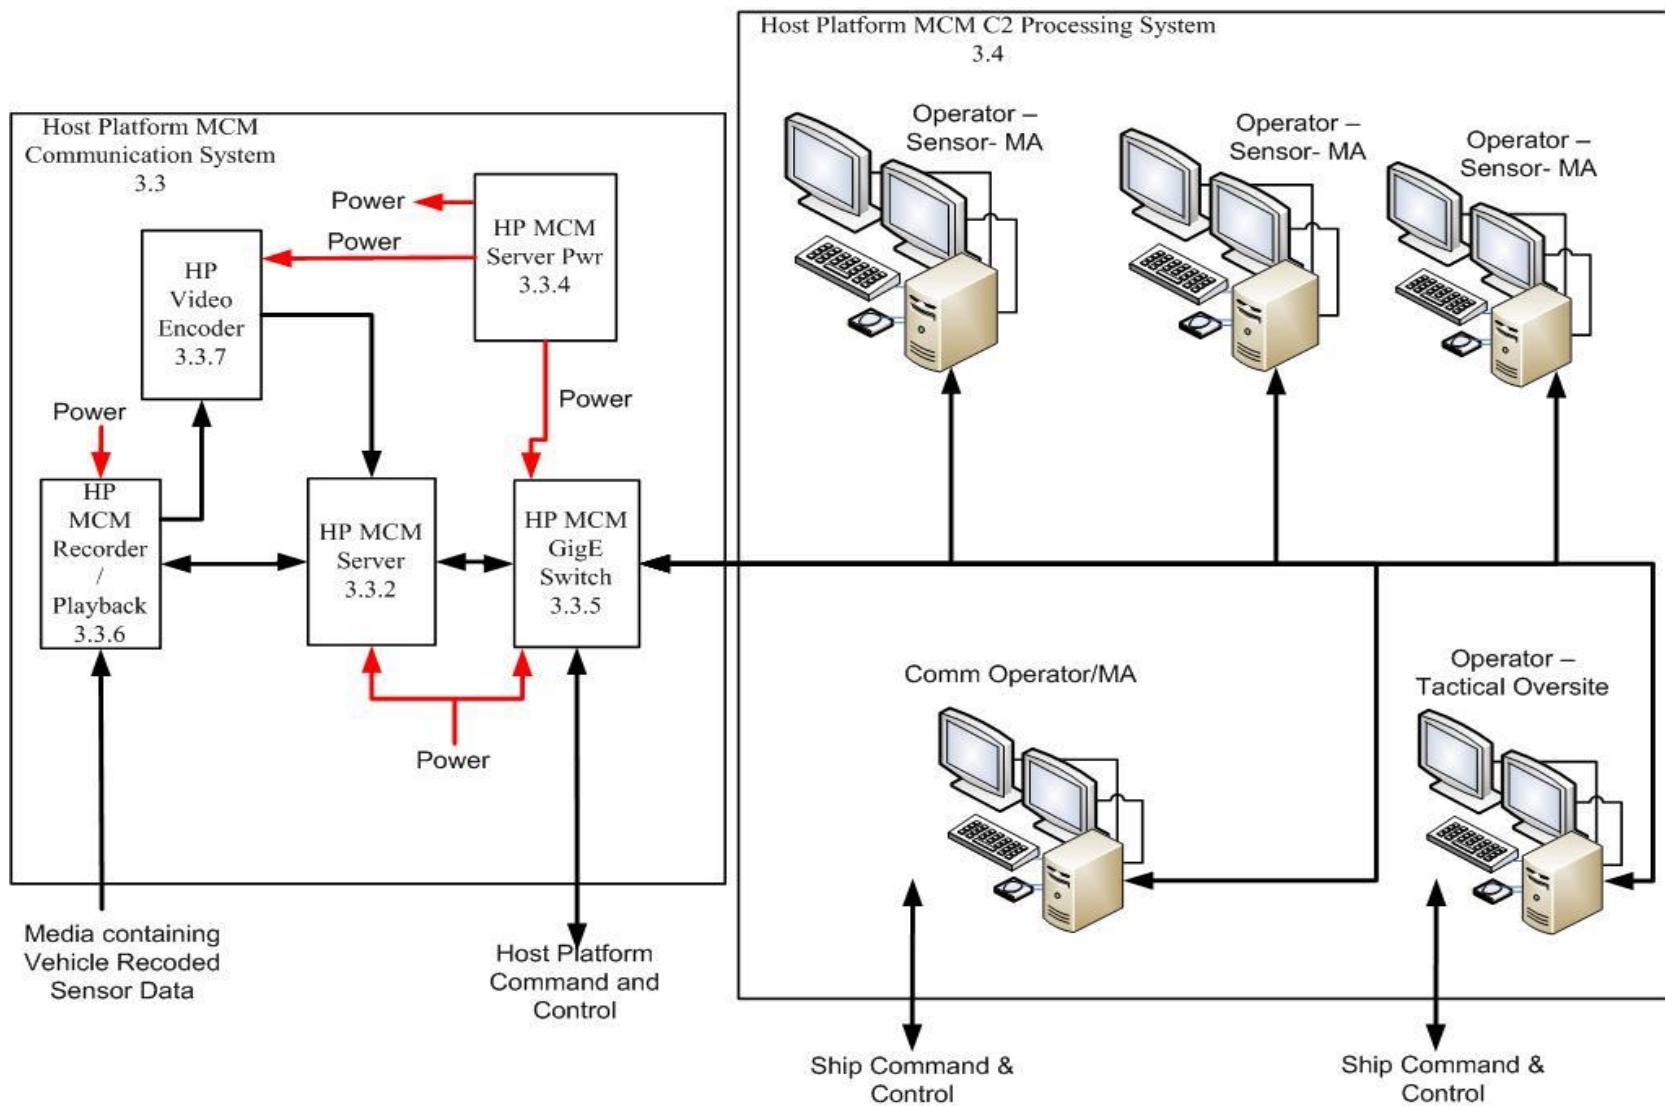 Host Platform MCM C2 Processing System
3.4
Host Platform MCM
Communication System
3.3
Operator –
Sensor- MA
Operator –
Sensor- MA
Operator –
Sensor- MA
Power
Power
HP MCM
Server Pwr
3.3.4
HP
Video
Encoder
3.3.7
Power
Power
HP
MCM
Recorder
/
Playback
3.3.6
HP MCM
Server
3.3.2
HP MCM
GigE
Switch
3.3.5
Power
Comm Operator/MA
Operator –
Tactical Oversite
Media containing
Vehicle Recoded
Sensor Data
Host Platform
Command and
Control
Ship Command &
Control
Ship Command &
Control